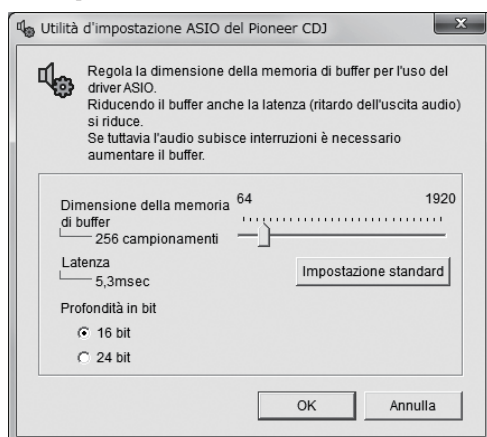 Utilità d'impostazione ASIO del Pioneer CDJ
Regola la dimensione della memoria di buffer per l'uso del
driver ASIO.
Riducendo il buffer anche la latenza (ritardo dell'uscita audio)
si riduce.
Se tuttavia l'audio subisce interruzioni è necessario
aumentare il buffer.
Dimensione della memoria
di buffer
64
1920
256 campionamenti
Latenza
5,3msec
Impostazione standard
Profondità in bit
16 bit
24 bit
OK
Annulla